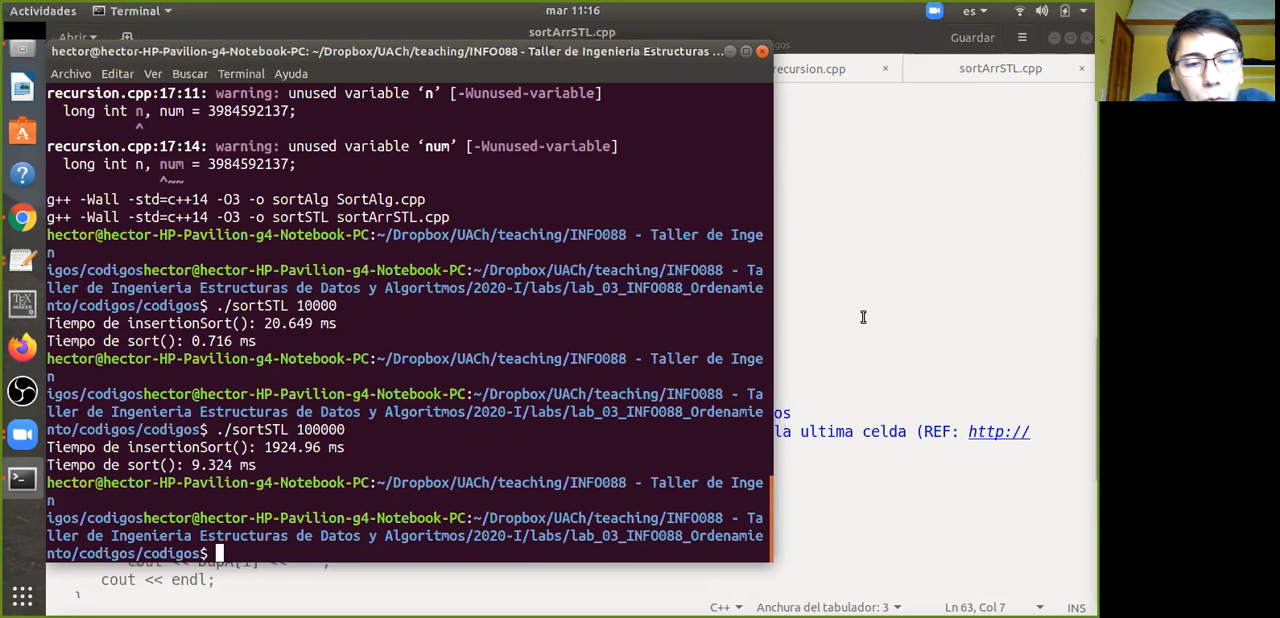 Actividades Terminal mar 11:16 es
Abrir sortArrSTL.cpp Guardar
hector@hector-HP-Pavilion-g4-Notebook-PC: ~/Dropbox/UACh/teaching/INFO088 - Taller de Ingenieria Estructuras ...
Archivo Editar Ver Buscar Terminal Ayuda
recursion.cpp × sortArrSTL.cpp ×
recursion.cpp:17:11: warning: unused variable ‘n’ [-Wunused-variable]
long int n, num = 3984592137;
^
recursion.cpp:17:14: warning: unused variable ‘num’ [-Wunused-variable]
long int n, num = 3984592137;
^~~
g++ -Wall -std=c++14 -O3 -o sortAlg SortAlg.cpp
g++ -Wall -std=c++14 -O3 -o sortSTL sortArrSTL.cpp
hector@hector-HP-Pavilion-g4-Notebook-PC:~/Dropbox/UACh/teaching/INFO088 - Taller de Inge
n
igos/codigoshector@hector-HP-Pavilion-g4-Notebook-PC:~/Dropbox/UACh/teaching/INFO088 - Ta
ller de Ingenieria Estructuras de Datos y Algoritmos/2020-I/labs/lab_03_INFO088_Ordenamie
nto/codigos/codigos$ ./sortSTL 10000
Tiempo de insertionSort(): 20.649 ms
Tiempo de sort(): 0.716 ms
hector@hector-HP-Pavilion-g4-Notebook-PC:~/Dropbox/UACh/teaching/INFO088 - Taller de Inge
n
igos/codigoshector@hector-HP-Pavilion-g4-Notebook-PC:~/Dropbox/UACh/teaching/INFO088 - Ta
ller de Ingenieria Estructuras de Datos y Algoritmos/2020-I/labs/lab_03_INFO088_Ordenamie
nto/codigos/codigos$ ./sortSTL 100000
Tiempo de insertionSort(): 1924.96 ms
Tiempo de sort(): 9.324 ms
hector@hector-HP-Pavilion-g4-Notebook-PC:~/Dropbox/UACh/teaching/INFO088 - Taller de Inge
n
igos/codigoshector@hector-HP-Pavilion-g4-Notebook-PC:~/Dropbox/UACh/teaching/INFO088 - Ta
ller de Ingenieria Estructuras de Datos y Algoritmos/2020-I/labs/lab_03_INFO088_Ordenamie
nto/codigos/codigos$
os
la ultima celda (REF: http://
cout << endl;
}
C++ Anchura del tabulador: 3 Ln 63, Col 7 INS